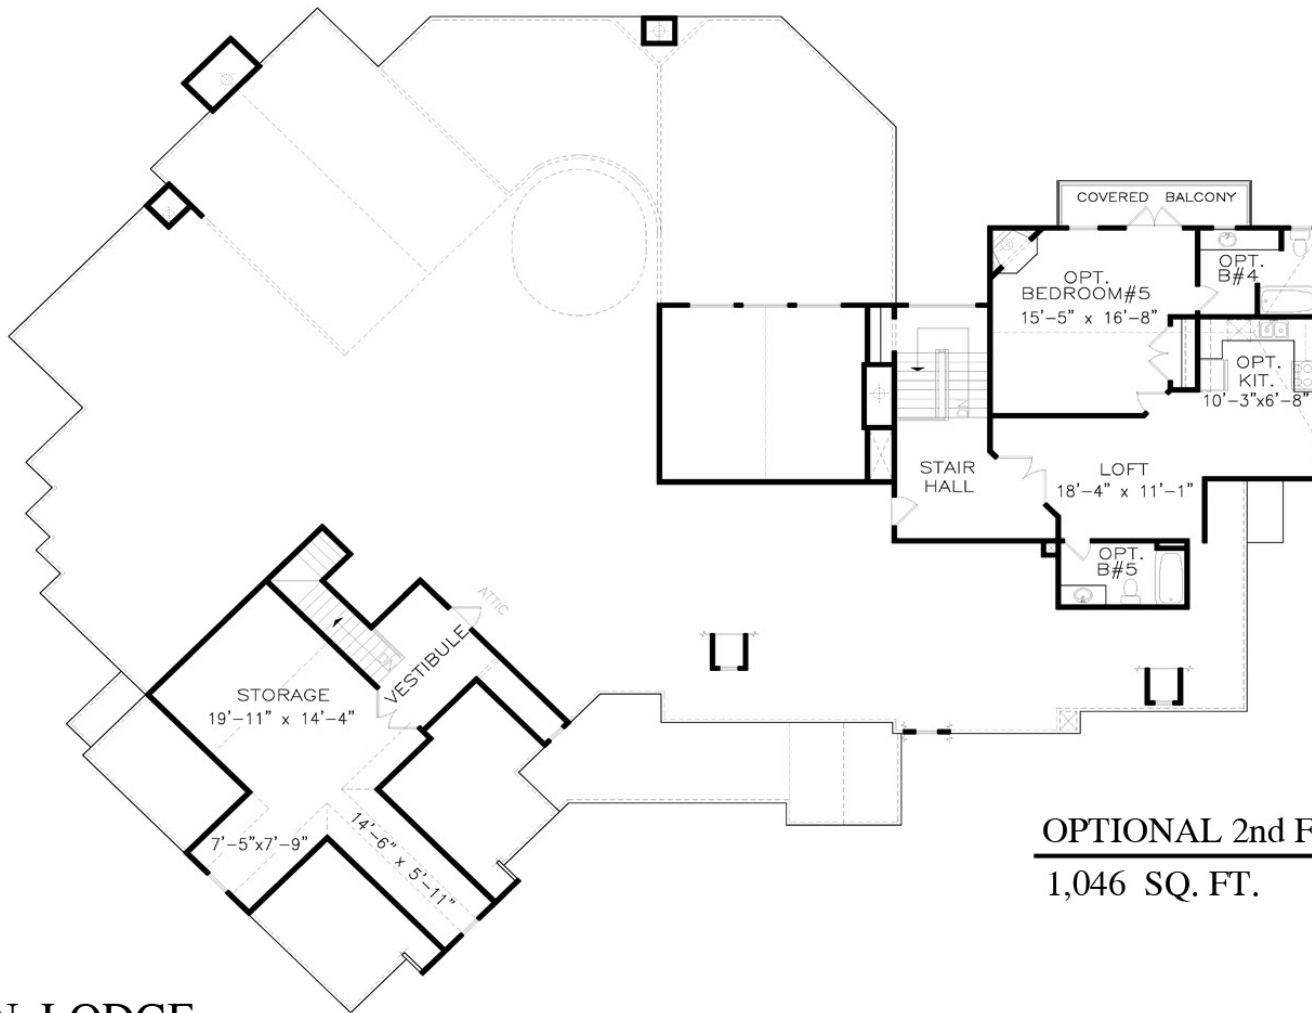 COVERED BALCONY
OPT.
B#4
OPT.
BEDROOM#5
15'-5" x 16'-8"
OPT.
KIT.
10'-3"x6'-8"
DN
STAIR
HALL
LOFT
18'-4" x 11'-1"
OPT.
B#5
ATTIC
VESTIBULE
DN
STORAGE
19'-11" x 14'-4"
7'-5"x7'-9"
14'-6" x 5'-11"
OPTIONAL 2nd F
1,046 SQ. FT.
N LODGE